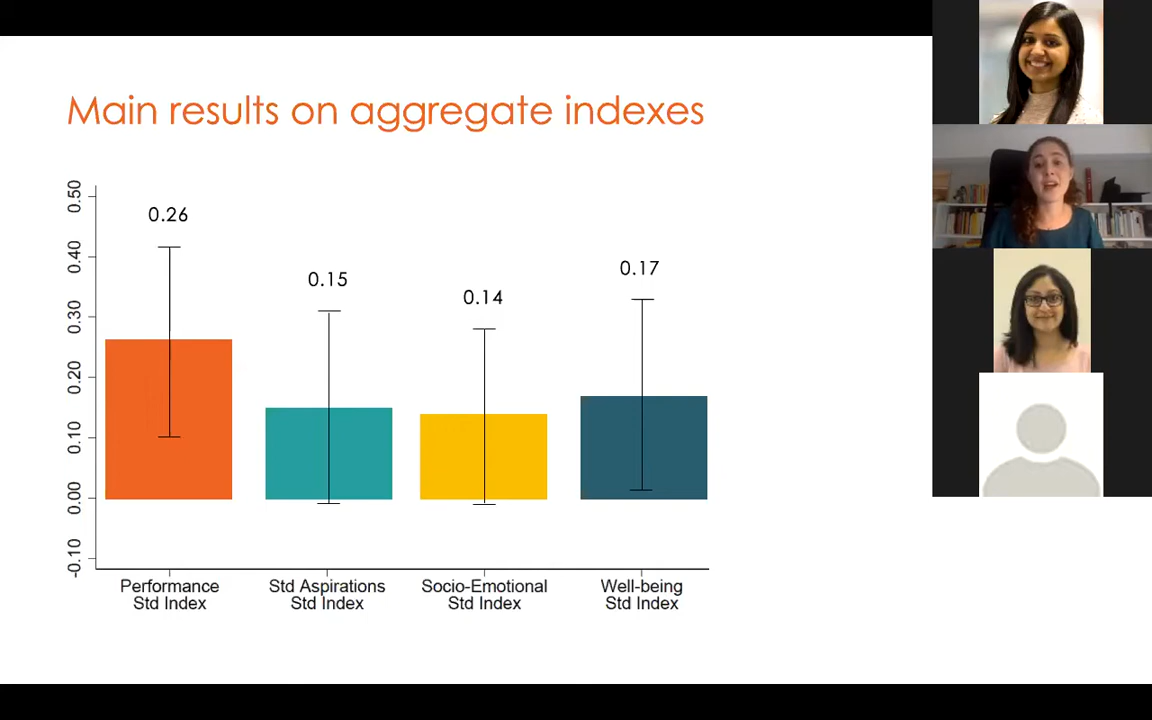 Main results on aggregate indexes
0.50
0.40
0.30
0.20
0.10
0.00
-0.10
0.26
0.15
0.14
0.17
Performance
Std Index
Std Aspirations
Std Index
Socio-Emotional
Std Index
Well-being
Std Index